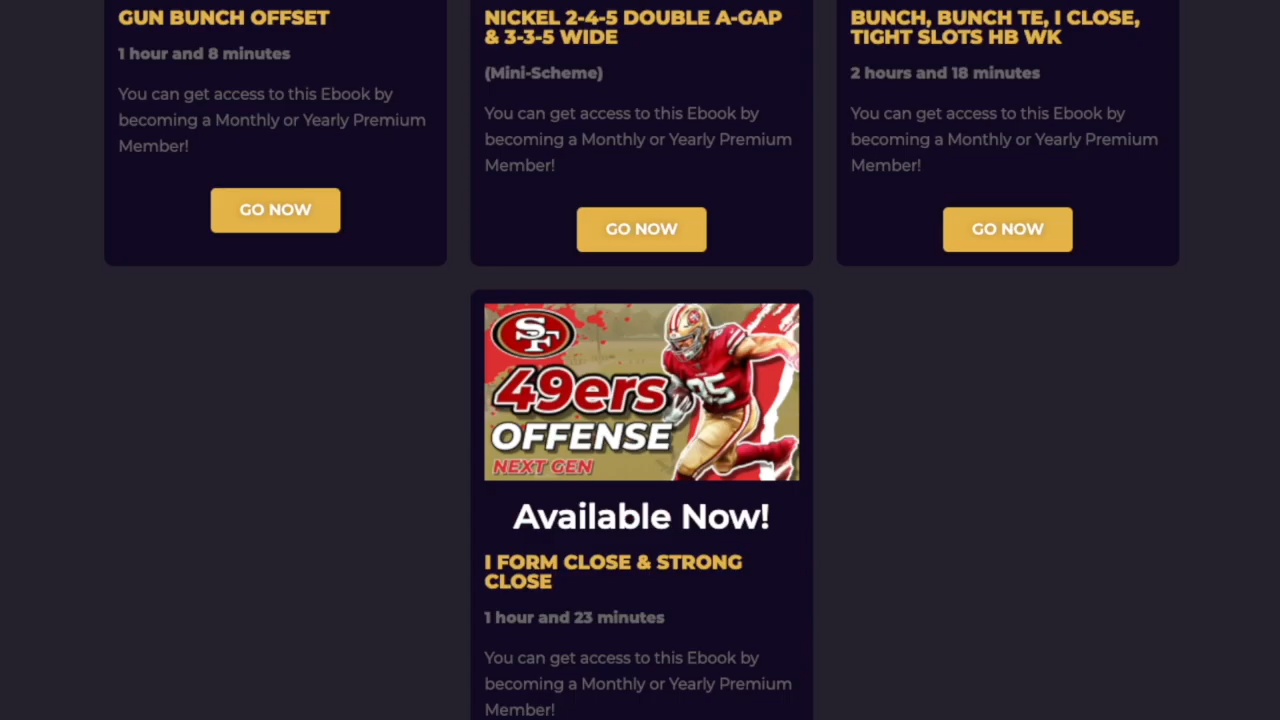 GUN BUNCH OFFSET
1 hour and 8 minutes
You can get access to this Ebook by
becoming a Monthly or Yearly Premium
Member!
GO NOW
NICKEL 2-4-5 DOUBLE A-GAP
& 3-3-5 WIDE
(Mini-Scheme)
You can get access to this Ebook by
becoming a Monthly or Yearly Premium
Member!
GO NOW
BUNCH, BUNCH TE, I CLOSE,
TIGHT SLOTS HB WK
2 hours and 18 minutes
You can get access to this Ebook by
becoming a Monthly or Yearly Premium
Member!
GO NOW
SF
49ers
OFFENSE
NEXT GEN
85
Available Now!
I FORM CLOSE & STRONG
CLOSE
1 hour and 23 minutes
You can get access to this Ebook by
becoming a Monthly or Yearly Premium
Member!